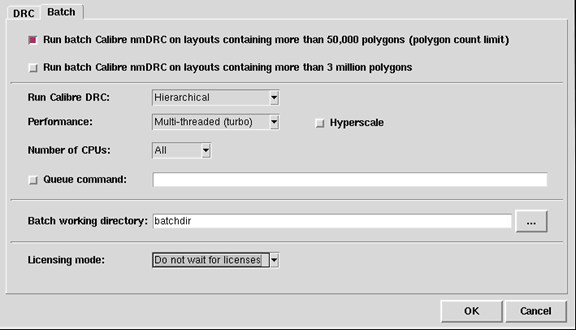 DRC Batch
Run batch Calibre nmDRC on layouts containing more than 50,000 polygons (polygon count limit)
Run batch Calibre nmDRC on layouts containing more than 3 million polygons
Run Calibre DRC: Hierarchical
Performance: Multi-threaded (turbo) Hyperscale
Number of CPUs: All
Queue command:
Batch working directory: batchdir ...
Licensing mode: Do not wait for licenses
OK Cancel